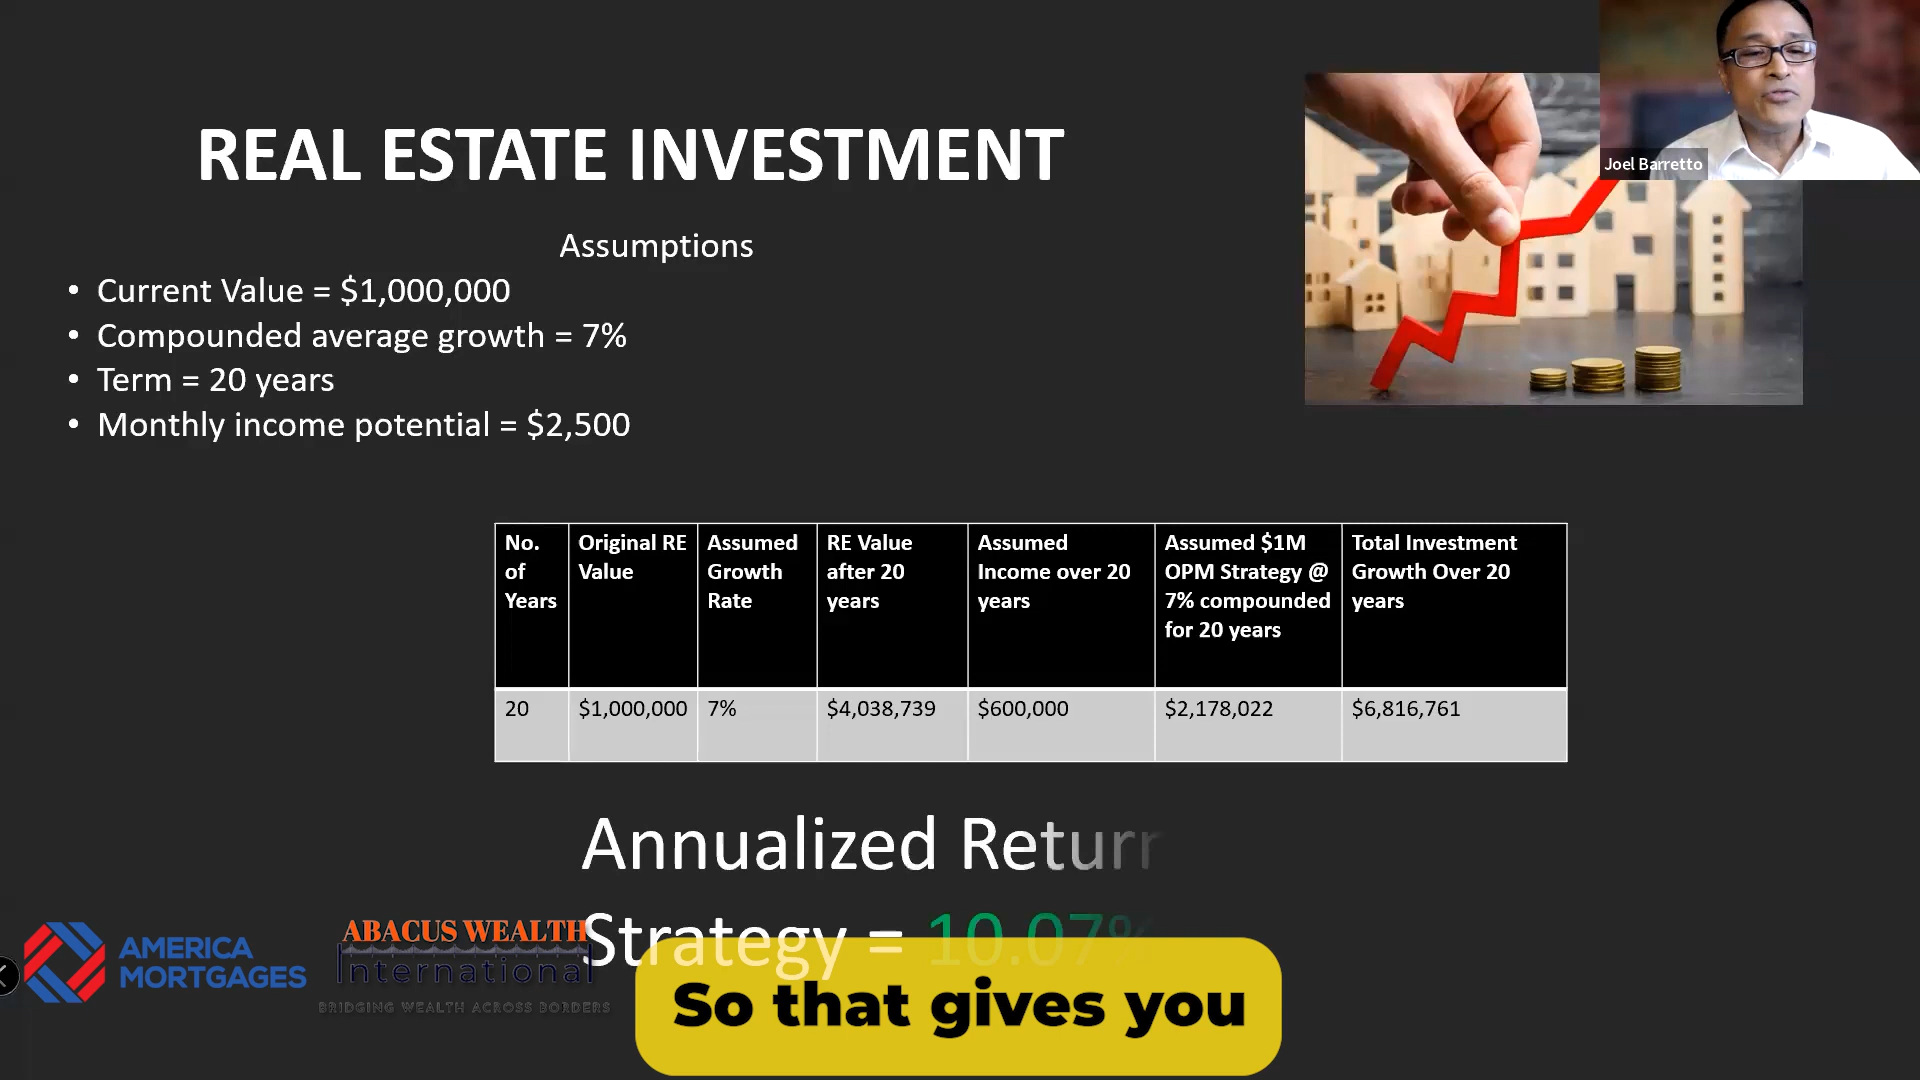 Joel Barretto
REAL ESTATE INVESTMENT
Assumptions
• Current Value = $1,000,000
• Compounded average growth = 7%
• Term = 20 years
• Monthly income potential = $2,500
No. of Years
Original RE Value
Assumed Growth Rate
RE Value after 20 years
Assumed Income over 20 years
Assumed $1M OPM Strategy @ 7% compounded for 20 years
Total Investment Growth Over 20 years
20
$1,000,000
7%
$4,038,739
$600,000
$2,178,022
$6,816,761
Annualized Return
Strategy = 10.07%
AMERICA
MORTGAGES
ABACUS WEALTH
International
BRIDGING WEALTH ACROSS BORDERS
So that gives you